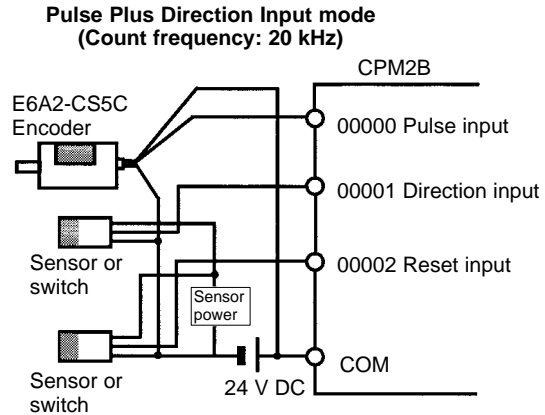 Pulse Plus Direction Input mode
(Count frequency: 20 kHz)
CPM2B
E6A2-CS5C
Encoder
00000 Pulse input
00001 Direction input
Sensor or
switch
00002 Reset input
Sensor
power
COM
24 V DC
Sensor or
switch